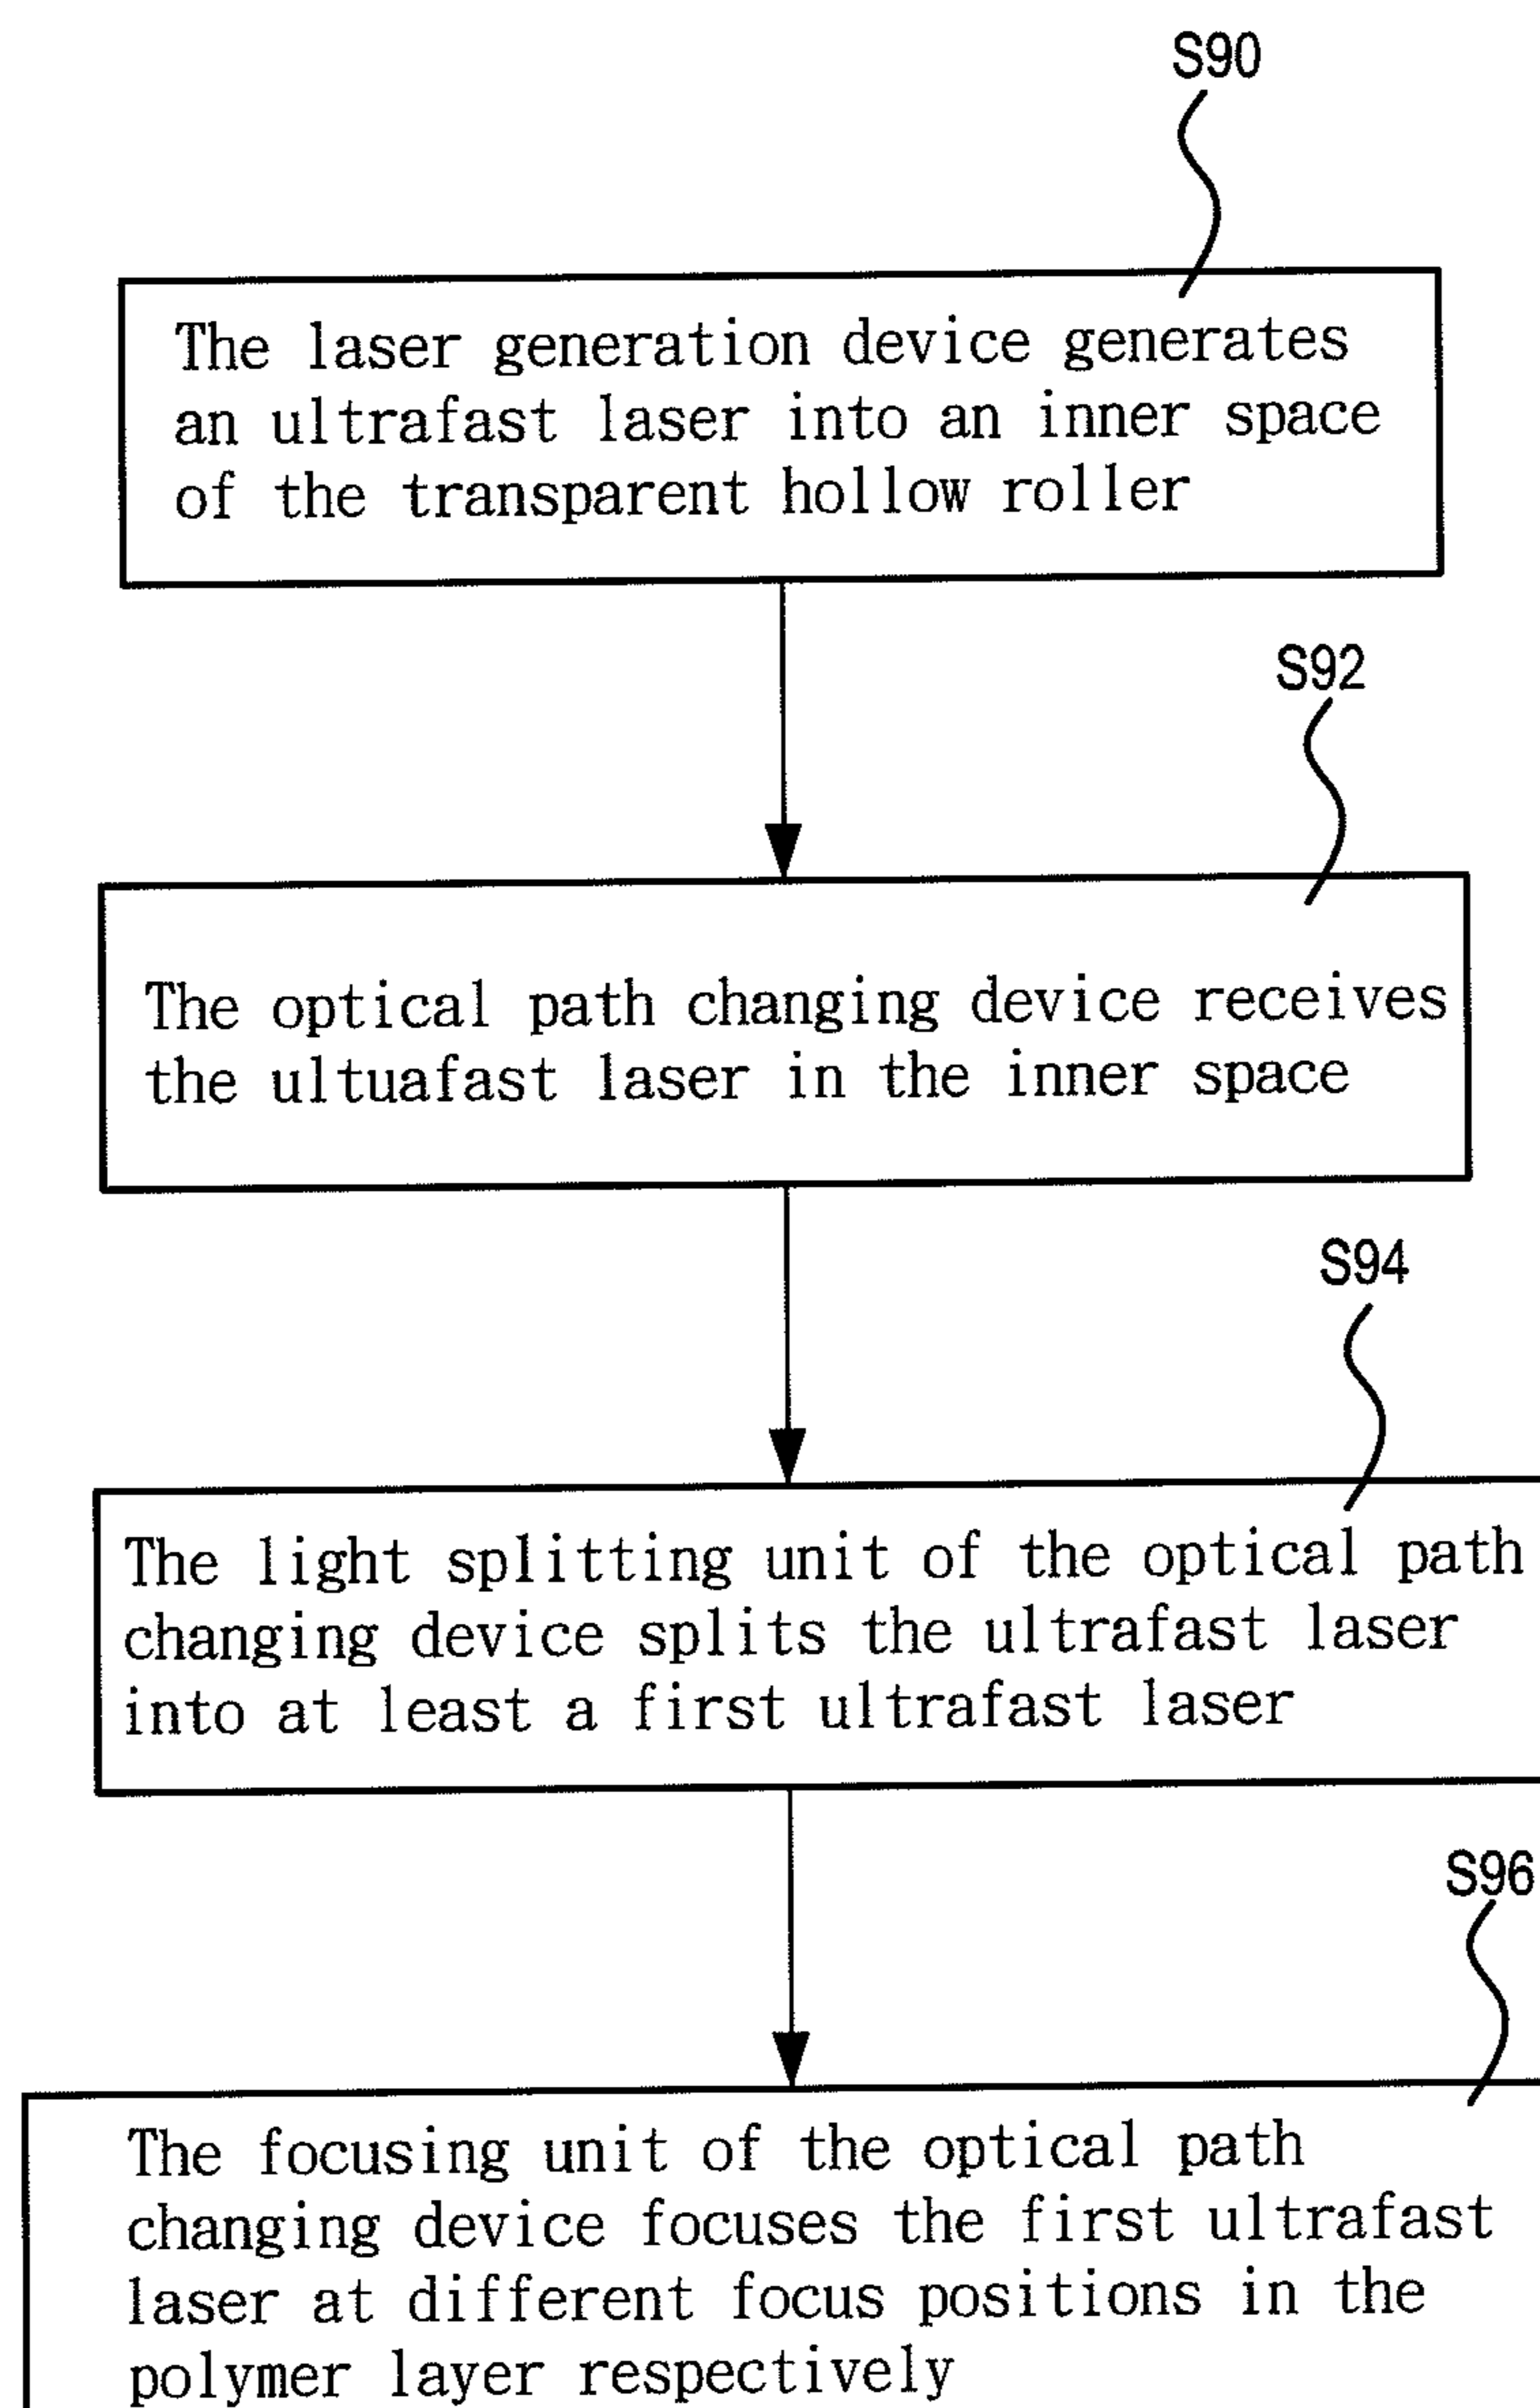 S90
The laser generation device generates
an ultrafast laser into an inner space
of the transparent hollow roller
S92
The optical path changing device receives
the ultuafast laser in the inner space
S94
The light splitting unit of the optical path
changing device splits the ultrafast laser
into at least a first ultrafast laser
S96
The focusing unit of the optical path
changing device focuses the first ultrafast
laser at different focus positions in the
polymer layer respectively